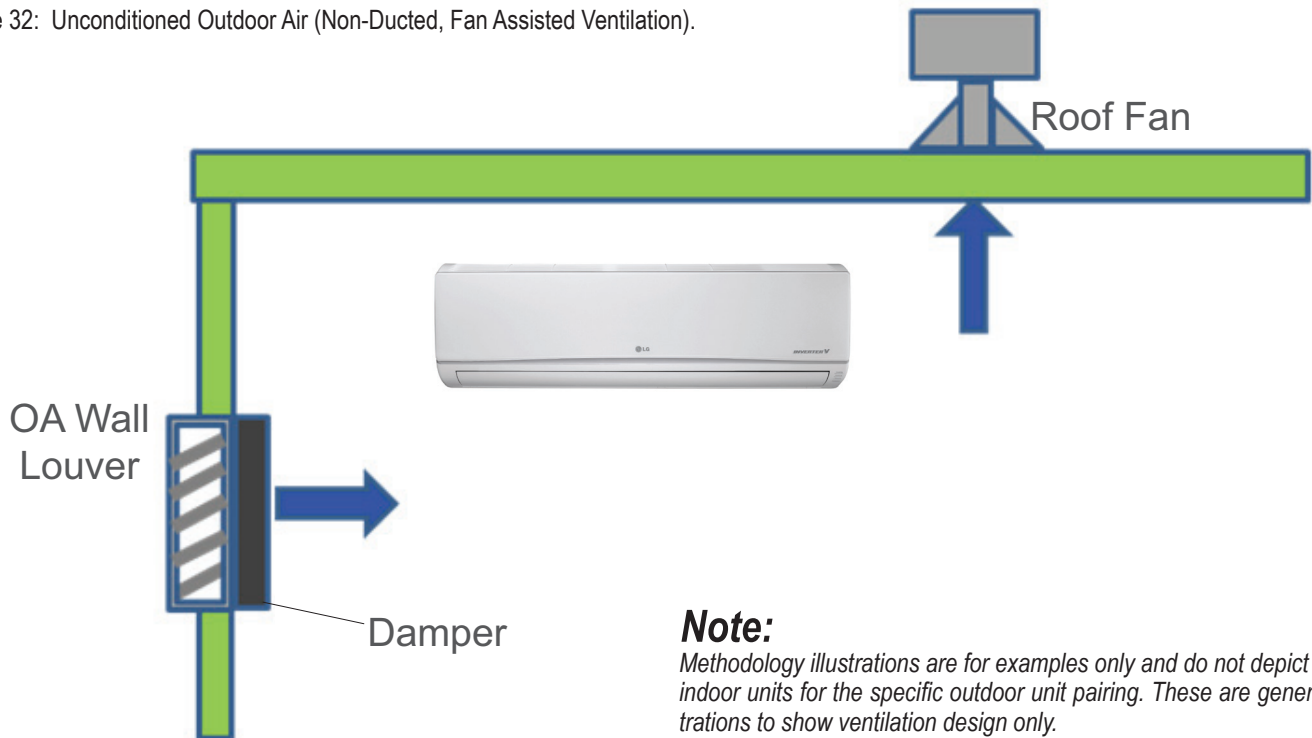 32: Unconditioned Outdoor Air (Non-Ducted, Fan Assisted Ventilation).
Roof Fan
LG
INVERTER V
OA Wall
Louver
Damper
Note:
Methodology illustrations are for examples only and do not depict
indoor units for the specific outdoor unit pairing. These are gener
trations to show ventilation design only.